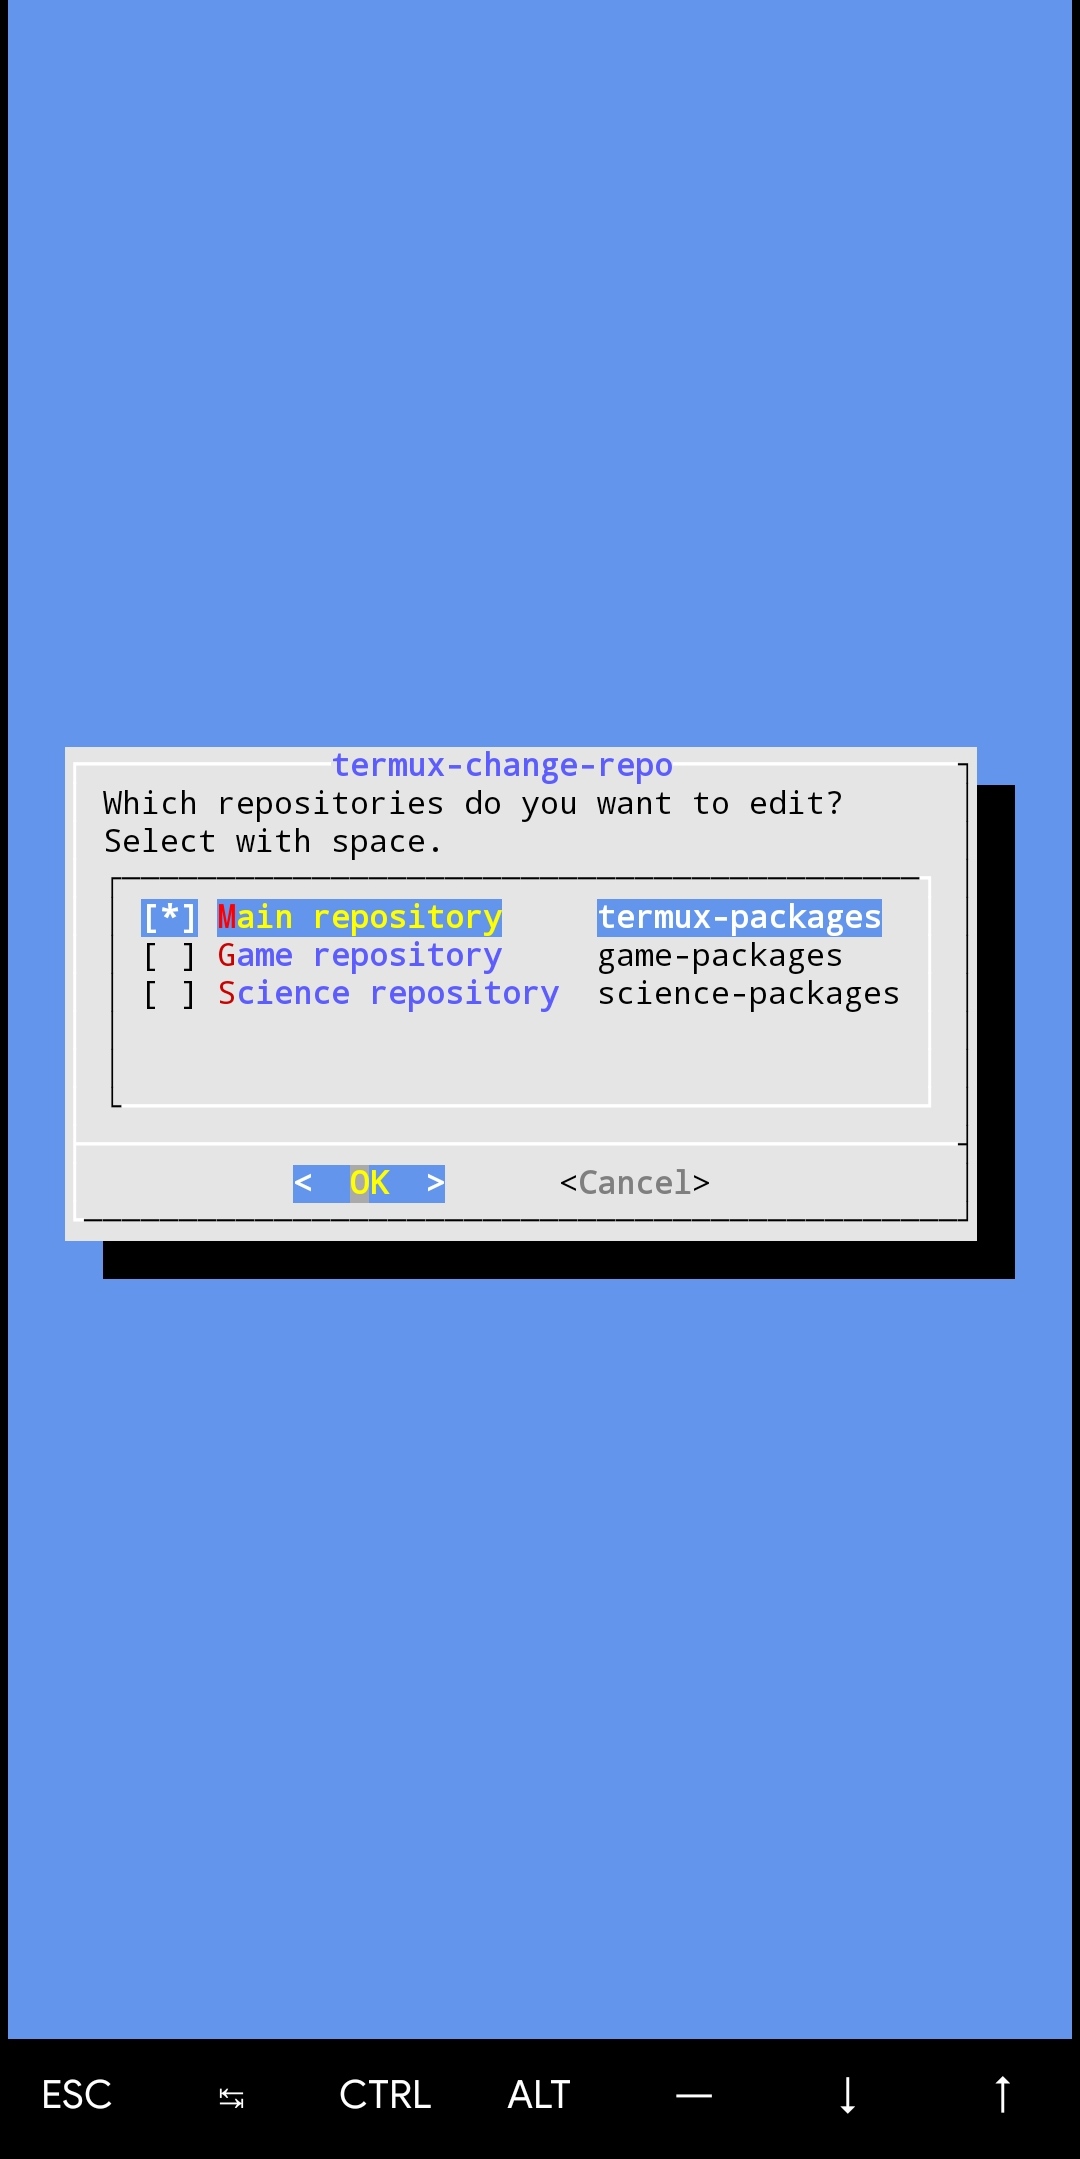 termux-change-repo
Which repositories do you want to edit?
Select with space.
[*] Main repository termux-packages
[ ] Game repository game-packages
[ ] Science repository science-packages
< OK > <Cancel>
ESC ↹ CTRL ALT — ↓ ↑